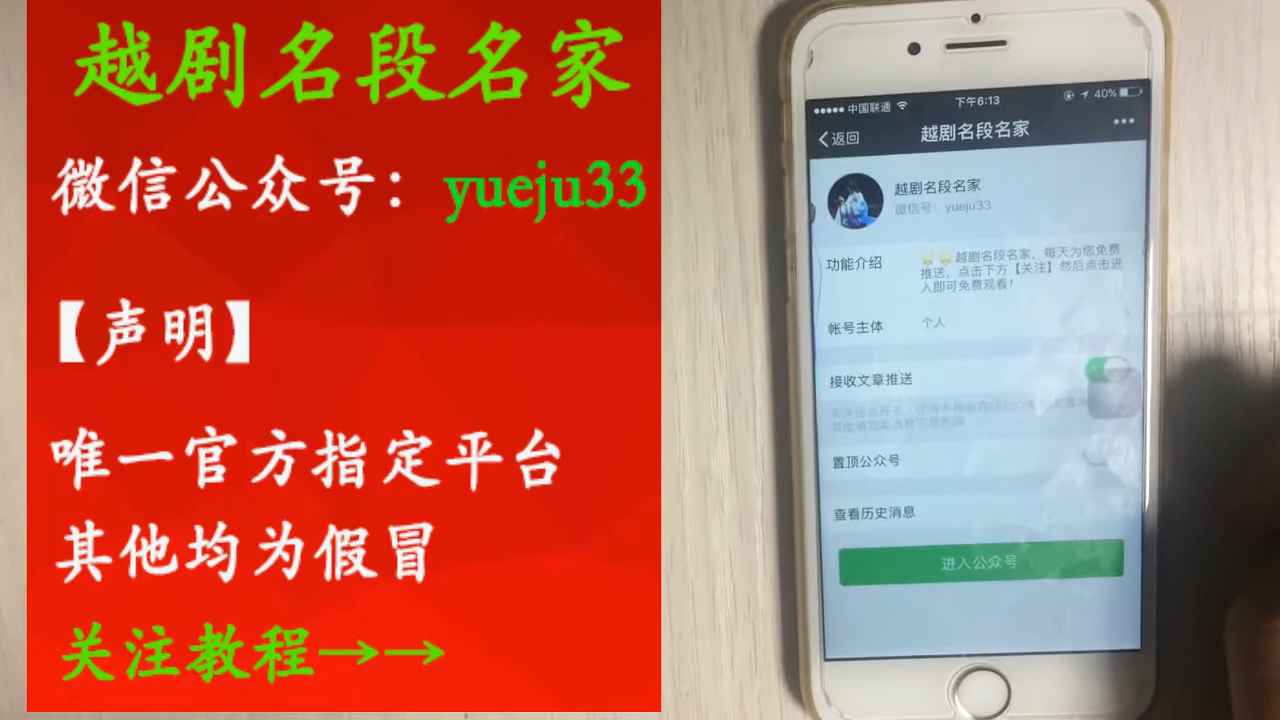 越剧名段名家
微信公众号：yueju33
【声明】
唯一官方指定平台
其他均为假冒
关注教程→→
中国联通
下午6:13
40%
返回
越剧名段名家
越剧名段名家
微信号：yueju33
功能介绍
越剧名段名家，每天为您免费
推送，点击下方【关注】然后点击进
入即可免费观看！
帐号主体
个人
接收文章推送
置顶公众号
查看历史消息
进入公众号